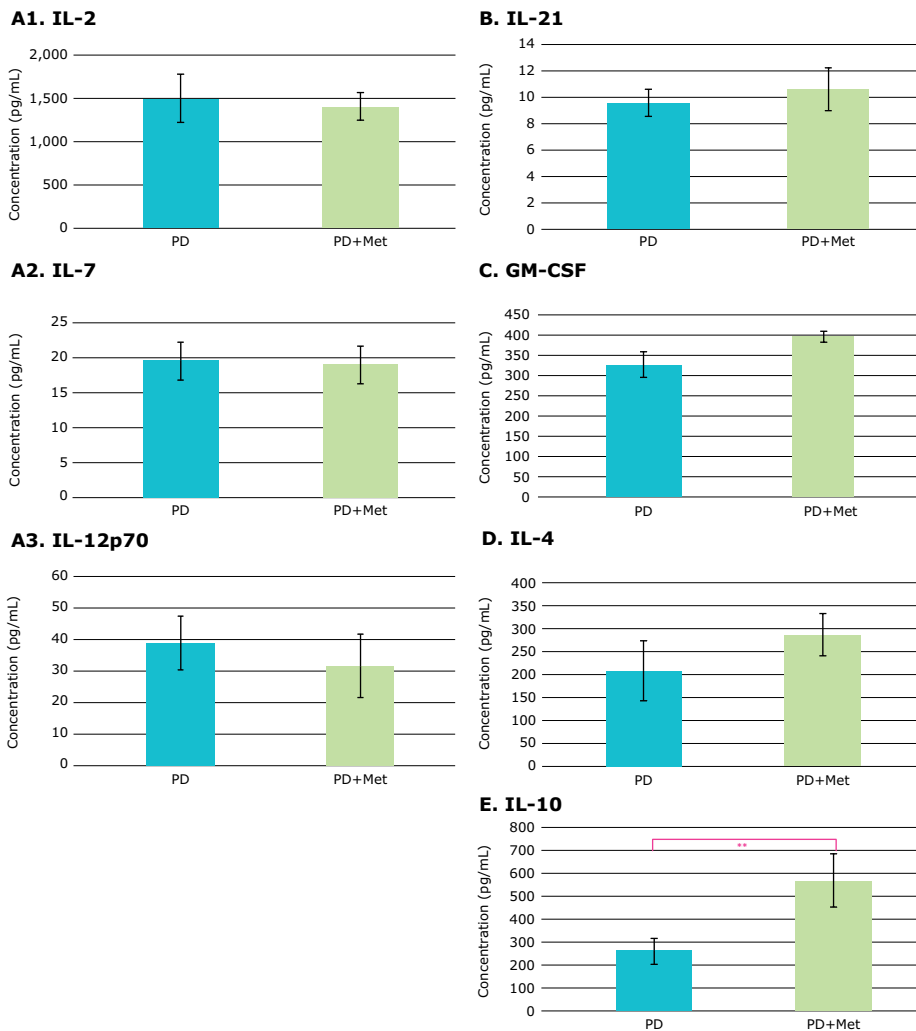 A1. IL-2
Concentration (pg/mL)
2,000
1,500
1,000
500
0
PD
PD+Met
A2. IL-7
Concentration (pg/mL)
25
20
15
10
5
0
PD
PD+Met
A3. IL-12p70
Concentration (pg/mL)
60
50
40
30
20
10
0
PD
PD+Met
B. IL-21
Concentration (pg/mL)
14
12
10
8
6
4
2
0
PD
PD+Met
C. GM-CSF
Concentration (pg/mL)
450
400
350
300
250
200
150
100
50
0
PD
PD+Met
D. IL-4
Concentration (pg/mL)
400
350
300
250
200
150
100
50
0
PD
PD+Met
E. IL-10
Concentration (pg/mL)
800
700
600
500
400
300
200
100
0
**
PD
PD+Met